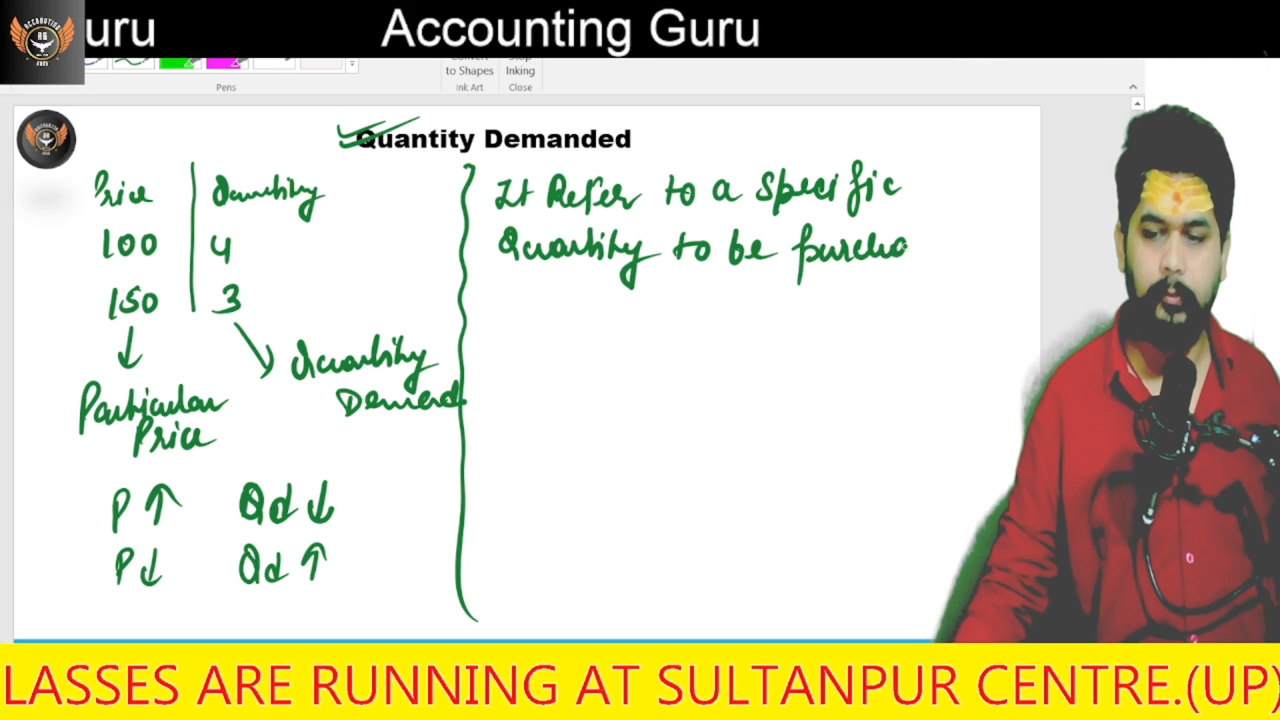 uru
Accounting Guru
to Shapes
Inking
Pens
Ink Art
Close
Quantity Demanded
Price
Quantity
100
4
150
3
Particular
Price
Quantity
Demand
P ↑ Qd ↓
P ↓ Qd ↑
It Refer to a specific
Quantity to be purcha
LASSES ARE RUNNING AT SULTANPUR CENTRE.(UP)